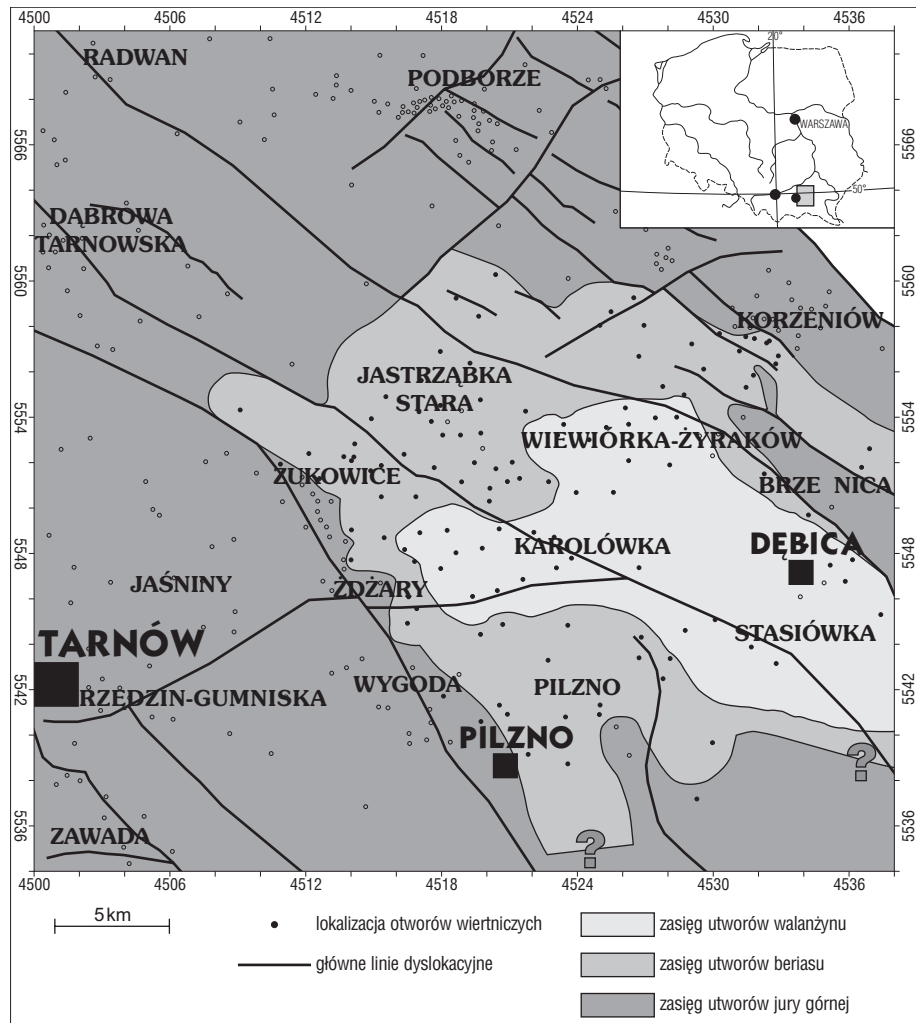 4500 4506 4512 4518 4524 4530 4536
RADWAN
PODBÓRZE
20°
WARSZAWA
50°
5566 5566
DĄBROWA
TARNOWSKA
5560 5560
KORZENIÓW
JASTRZĄBKA
STARA
5554 5554
WIEWIÓRKA-ŻYRAKÓW
ŻUKOWICE
BRZE NICA
5548 5548
KAROLÓWKA
DĘBICA
JAŚNINY
ŻDŻARY
TARNÓW
STASIÓWKA
5542 5542
RZĘDZIN-GUMNISKA
WYGODA
PILZNO
PILZNO
?
5536 5536
ZAWADA
?
4500 4506 4512 4518 4524 4530 4536
5 km
lokalizacja otworów wiertniczych
główne linie dyslokacyjne
zasięg utworów walanżynu
zasięg utworów beriasu
zasięg utworów jury górnej